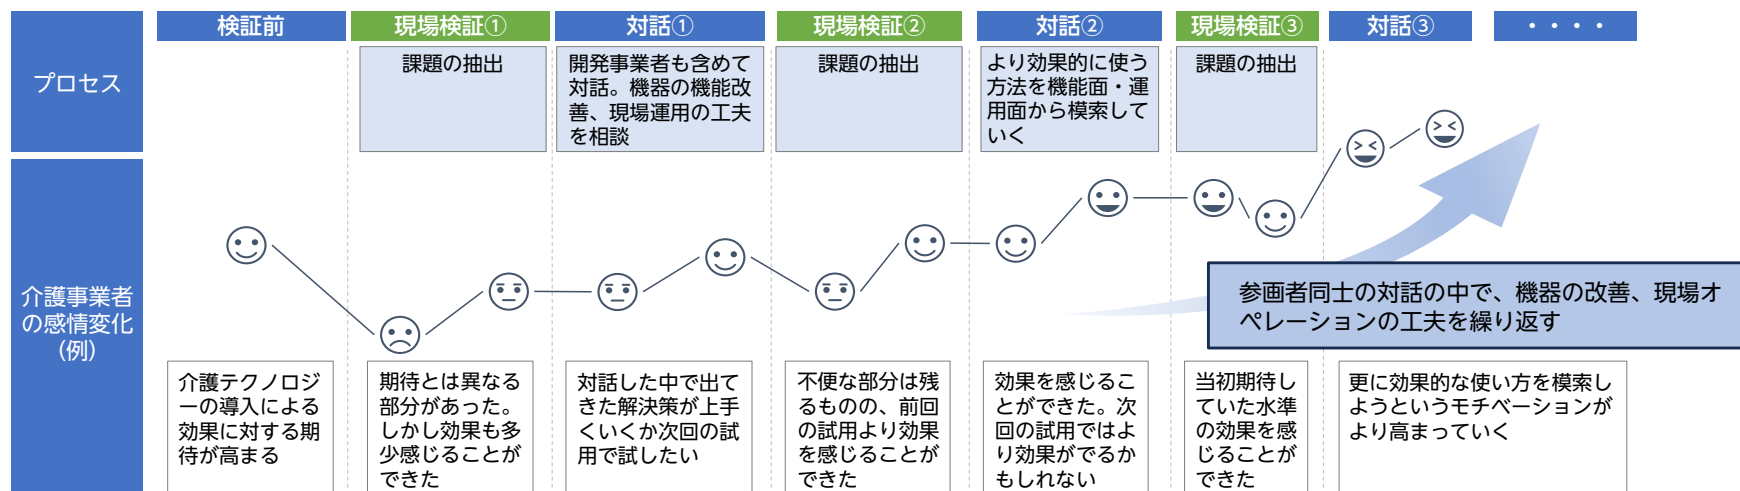 検証前
現場検証①
対話①
現場検証②
対話②
現場検証③
対話③
・・・・
プロセス
課題の抽出
開発事業者も含めて
対話。機器の機能改
善、現場運用の工夫
を相談
課題の抽出
より効果的に使う
方法を機能面・運
用面から模索して
いく
課題の抽出
介護事業者
の感情変化
(例)
参画者同士の対話の中で、機器の改善、現場オ
ペレーションの工夫を繰り返す
介護テクノロジ
ーの導入による
効果に対する期
待が高まる
期待とは異なる
部分があった。
しかし効果も多
少感じることが
できた
対話した中で出て
きた解決策が上手
くいくか次回の試
用で試したい
不便な部分は残
るものの、前回
の試用より効果
を感じることが
できた
効果を感じるこ
とができた。次
回の試用ではよ
り効果がでるか
もしれない
当初期待し
ていた水準
の効果を感
じることが
できた
更に効果的な使い方を模索し
ようというモチベーションが
より高まっていく